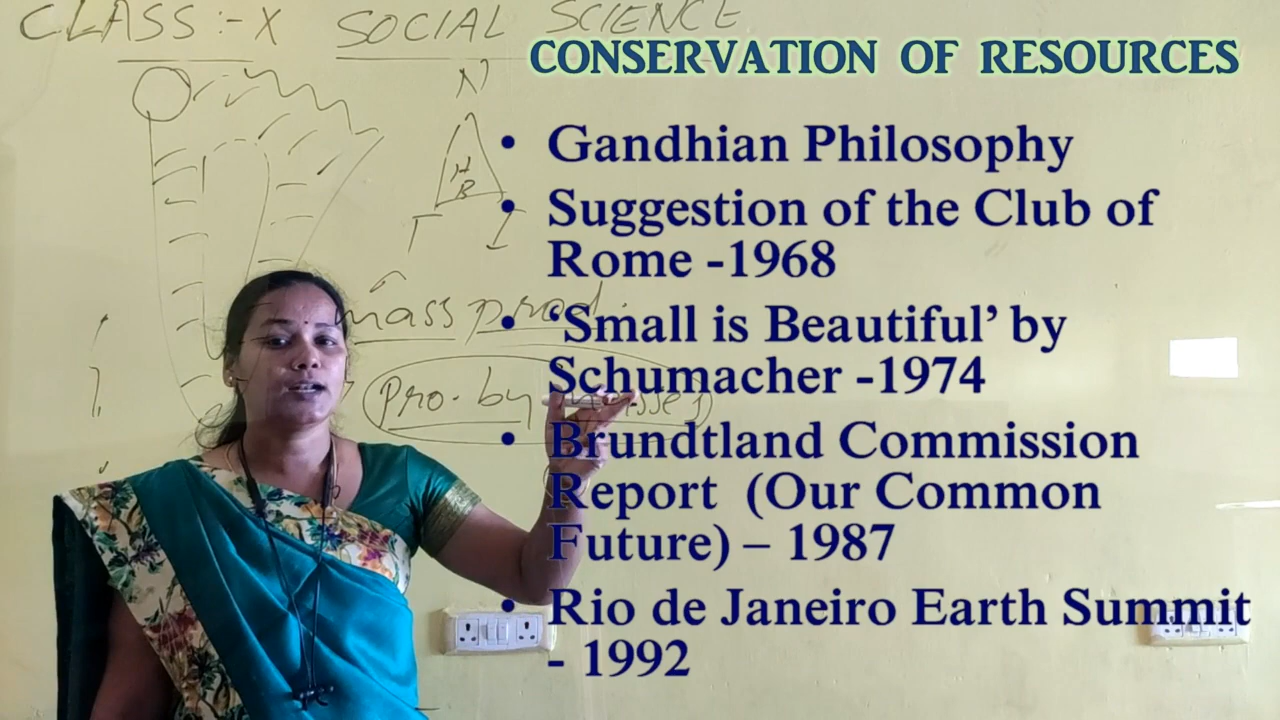 CLASS :- X SOCIAL SCIENCE
CONSERVATION OF RESOURCES
N
H
R
T I
• Gandhian Philosophy
• Suggestion of the Club of
Rome -1968
mass prod.
• ‘Small is Beautiful’ by
Schumacher -1974
pro. by masses
• Brundtland Commission
Report (Our Common
Future) – 1987
• Rio de Janeiro Earth Summit
- 1992